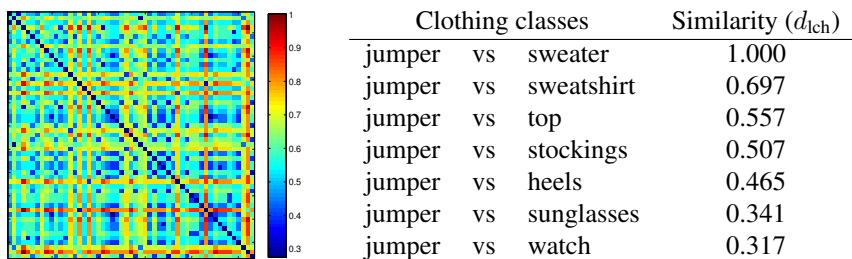 1
0.9
0.8
0.7
0.6
0.5
0.4
0.3
Clothing classes Similarity (d_lch)
jumper vs sweater 1.000
jumper vs sweatshirt 0.697
jumper vs top 0.557
jumper vs stockings 0.507
jumper vs heels 0.465
jumper vs sunglasses 0.341
jumper vs watch 0.317